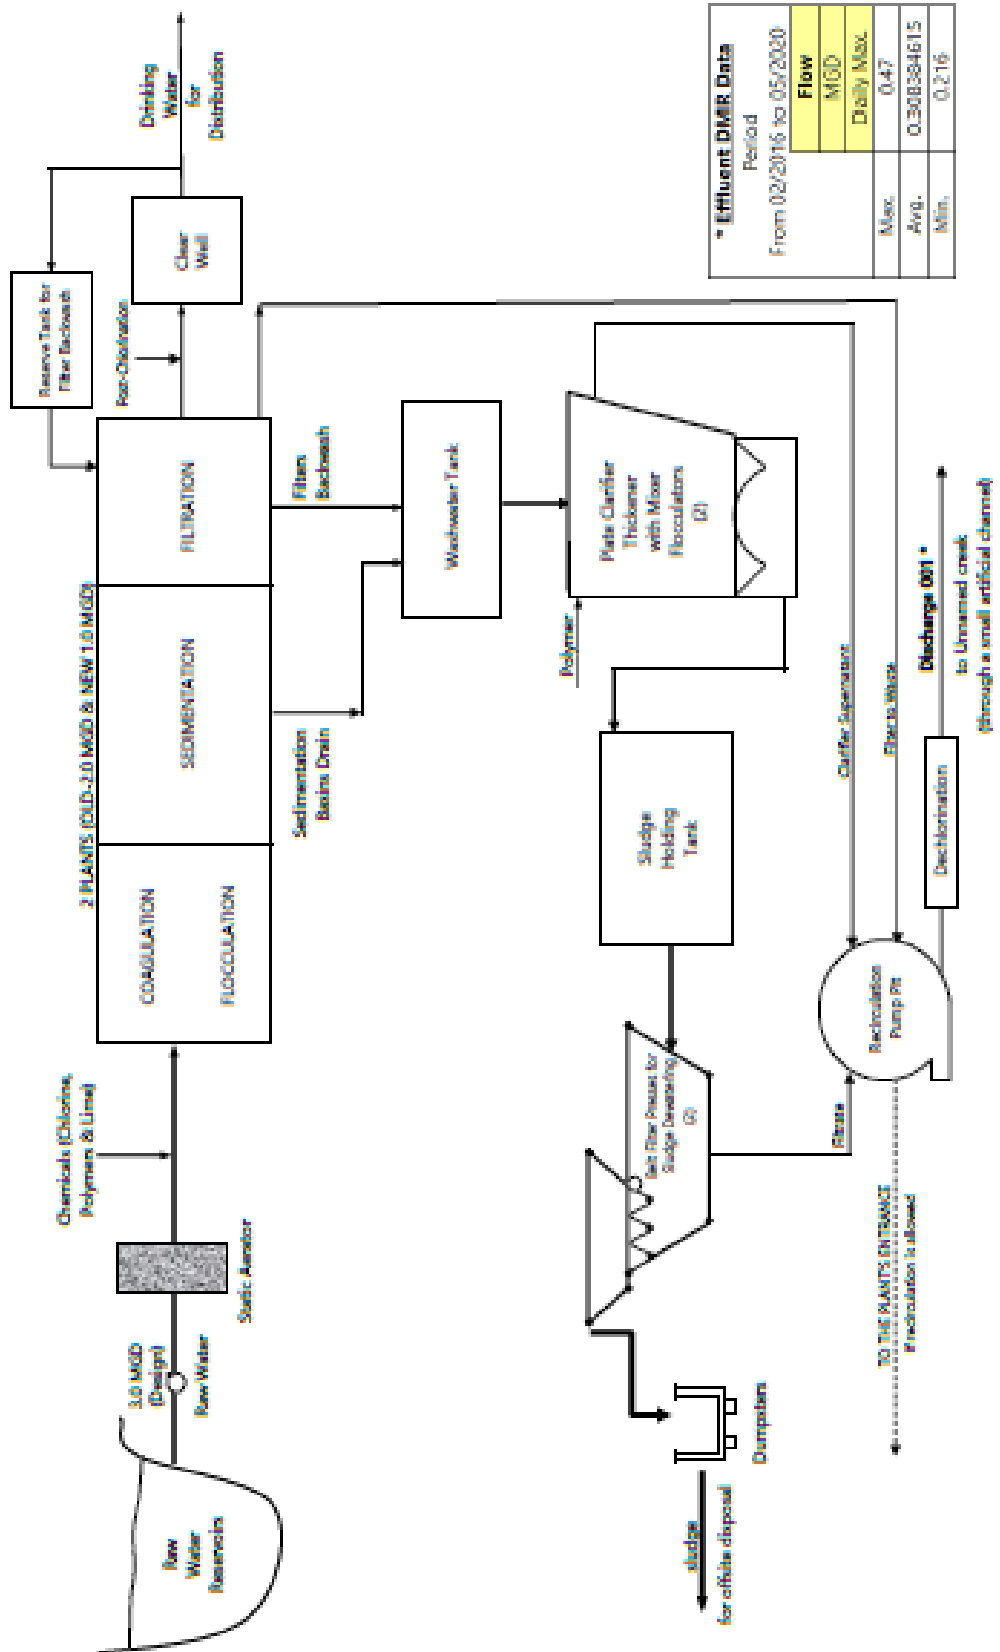 Raw
Water
Reservoirs
3.0 MGD
(Design)
Raw Water
Static Aerator
Chemicals (Chlorine,
Polymers & Lime)
2 PLANTS (OLD-2.0 MGD & NEW 1.0 MGD)
COAGULATION
FLOCCULATION
SEDIMENTATION
FILTRATION
Reserve Tank for
Filter Backwash
Post-Chlorination
Clear
Well
Drinking
Water
for
Distribution
Sedimentation
Basins Drain
Filters
Backwash
Washwater Tank
Polymer
Plate Clarifier
Thickener
with Mixer
Flocculators
(2)
Sludge
Holding
Tank
Belt Filter Presses for
Sludge Dewatering
(2)
Dumpsters
sludge
for offsite disposal
Filtrate
Clarifier Supernatant
Filter to Waste
Recirculation
Pump Pit
TO THE PLANT'S ENTRANCE
if recirculation is allowed
Dechlorination
Discharge 001 *
to Unnamed creek
(through a small artificial channel)
* Effluent DMR Data
Period
From 02/2016 to 05/2020
Flow
MGD
Daily Max.
Max. 0.47
Avg. 0.308384615
Min. 0.216